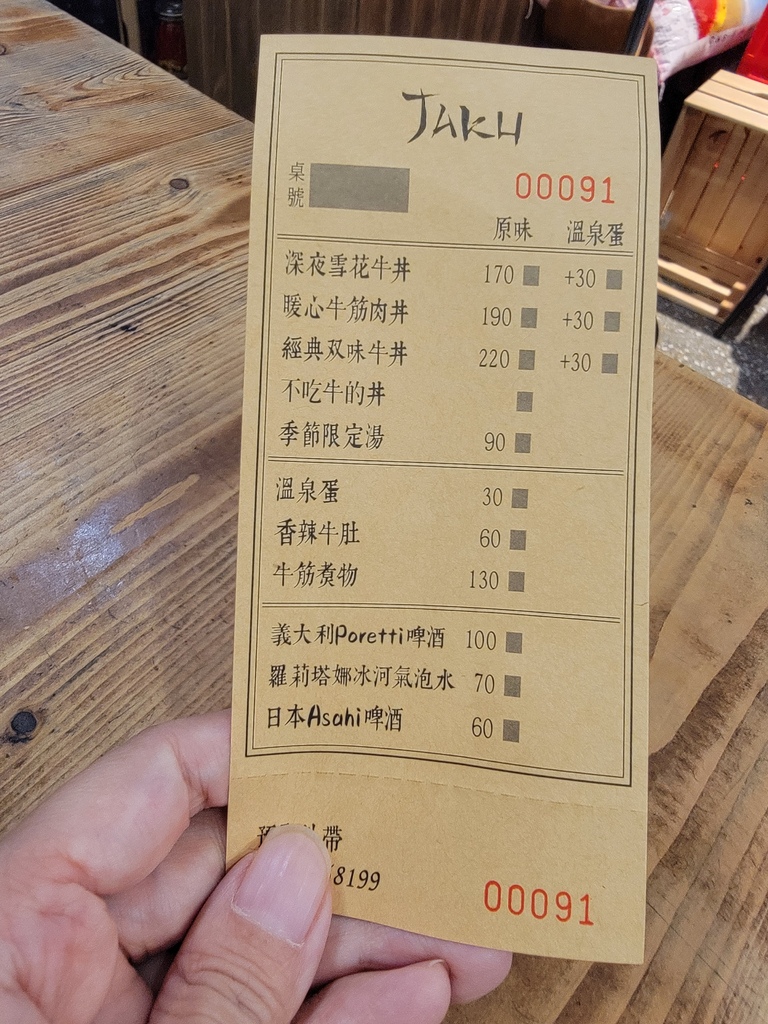 TAKU
桌號
00091
原味 溫泉蛋
深夜雪花牛丼 170 +30
暖心牛筋肉丼 190 +30
經典双味牛丼 220 +30
不吃牛的丼
季節限定湯 90
溫泉蛋 30
香辣牛肚 60
牛筋煮物 130
義大利Poretti啤酒 100
羅莉塔娜冰河氣泡水 70
日本Asahi啤酒 60
帶
8199
00091